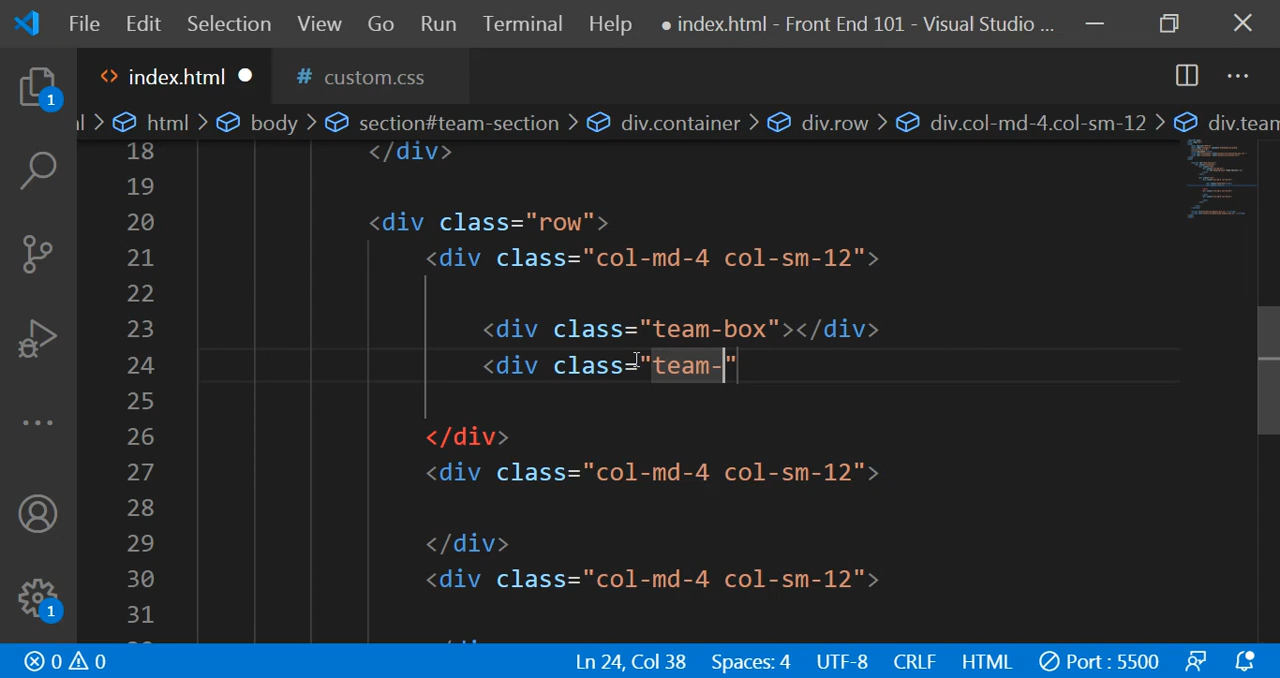 File Edit Selection View Go Run Terminal Help ● index.html - Front End 101 - Visual Studio ...
index.html ● # custom.css
html > body > section#team-section > div.container > div.row > div.col-md-4.col-sm-12 >
18 </div>
19
20 <div class="row">
21 <div class="col-md-4 col-sm-12">
22
23 <div class="team-box"></div>
24 <div class="team-"
25
26 </div>
27 <div class="col-md-4 col-sm-12">
28
29 </div>
30 <div class="col-md-4 col-sm-12">
31
0 0 Ln 24, Col 38 Spaces: 4 UTF-8 CRLF HTML Port : 5500
1
1